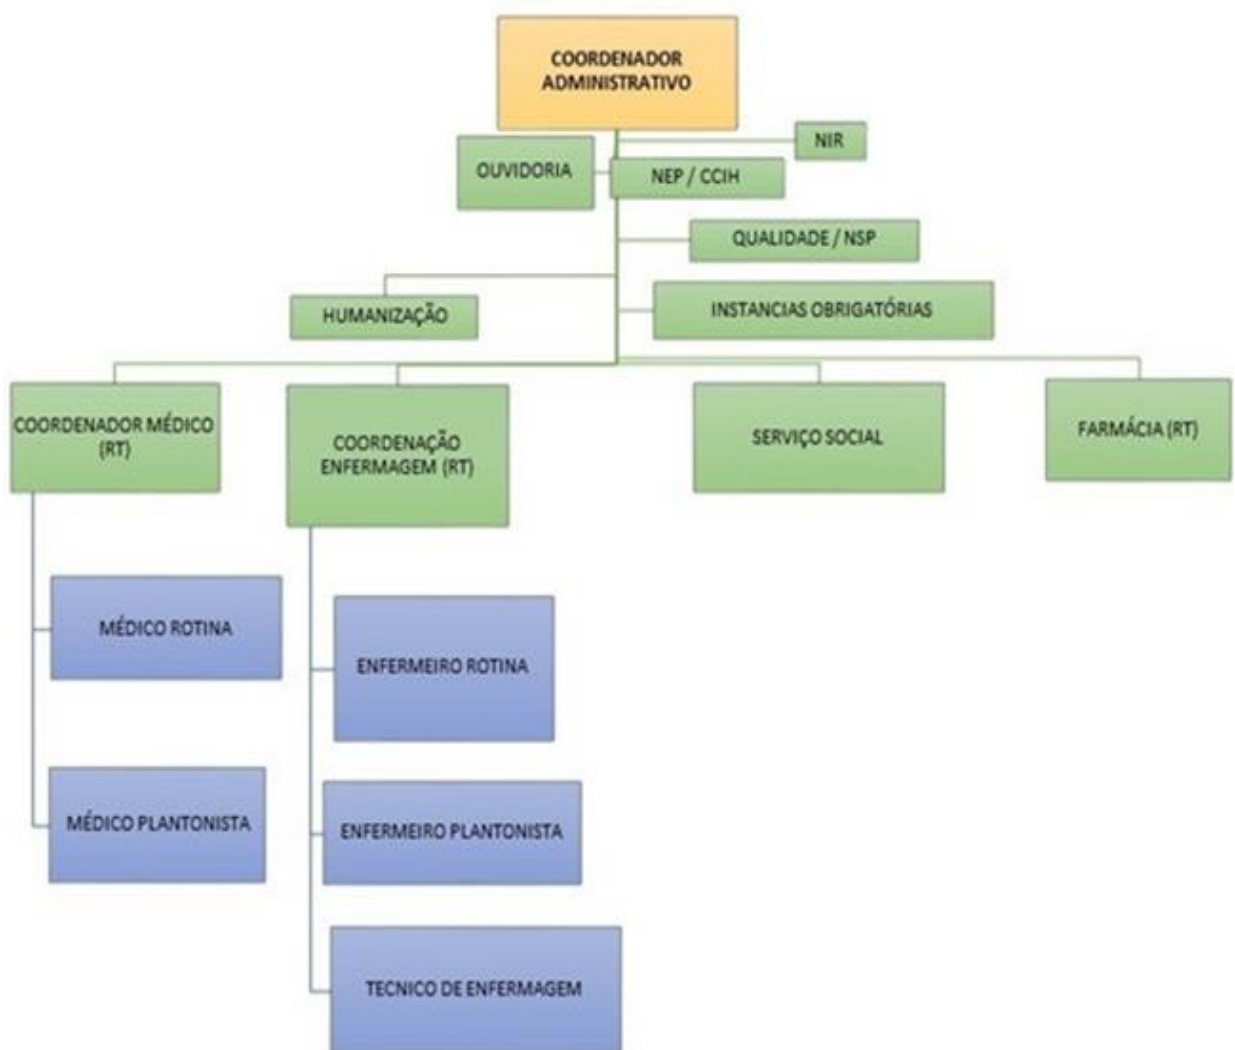 COORDENADOR
ADMINISTRATIVO
NIR
OUVIDORIA
NEP / CCIH
QUALIDADE / NSP
HUMANIZAÇÃO
INSTANCIAS OBRIGATÓRIAS
COORDENADOR MÉDICO
(RT)
COORDENAÇÃO
ENFERMAGEM (RT)
SERVIÇO SOCIAL
FARMÁCIA (RT)
MÉDICO ROTINA
ENFERMEIRO ROTINA
MÉDICO PLANTONISTA
ENFERMEIRO PLANTONISTA
TECNICO DE ENFERMAGEM